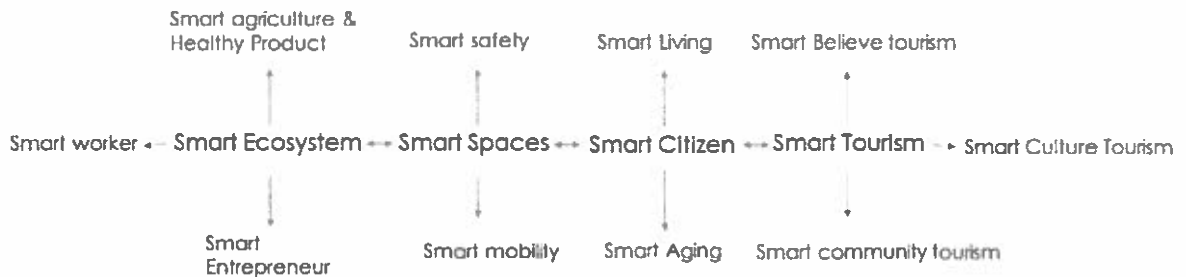 Smart agriculture &
Healthy Product
Smart safely
Smart Living
Smart Believe tourism
Smart worker
Smart Ecosystem
Smart Spaces
Smart Citizen
Smart Tourism
Smart Culture Tourism
Smart
Entrepreneur
Smart mobility
Smart Aging
Smart community tourism